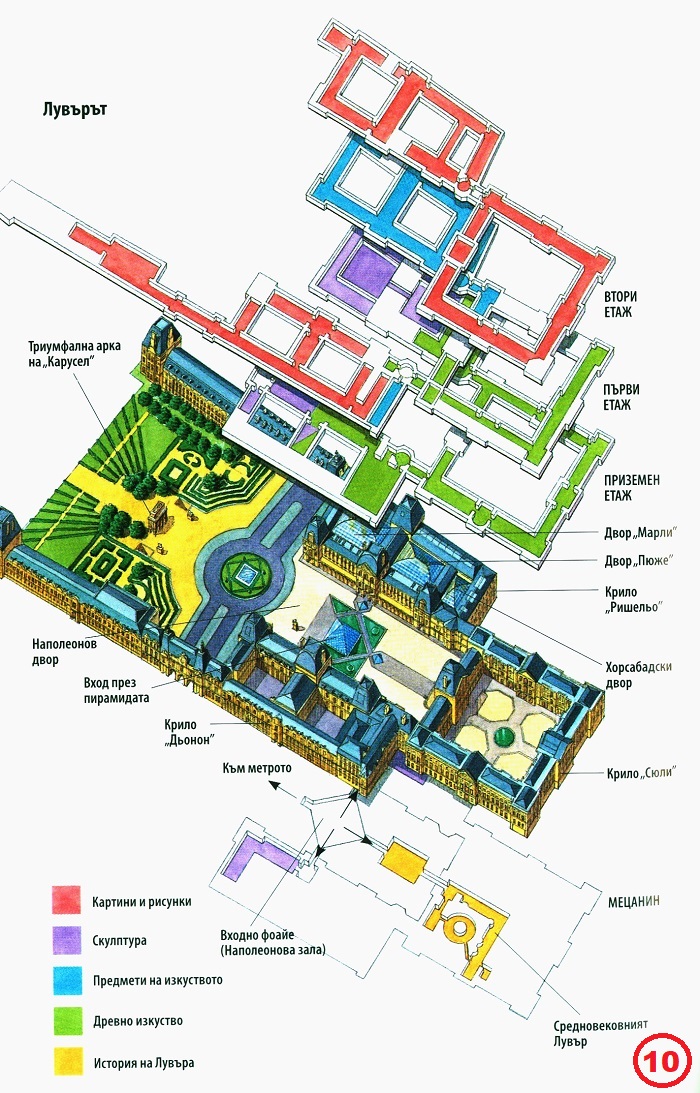 Лувърът
ВТОРИ
ЕТАЖ
Триумфална арка
на „Карусел”
ПЪРВИ
ЕТАЖ
ПРИЗЕМЕН
ЕТАЖ
Двор „Марли”
Двор „Пюже”
Крило
„Ришельо”
Наполеонов
двор
Хорсабадски
двор
Вход през
пирамидата
Крило
„Дьонон”
Към метрото
Крило „Сюли”
Картини и рисунки
МЕЦАНИН
Скулптура
Входно фоайе
(Наполеонова зала)
Предмети на изкуството
Древно изкуство
Средновековният
Лувър
История на Лувъра
10